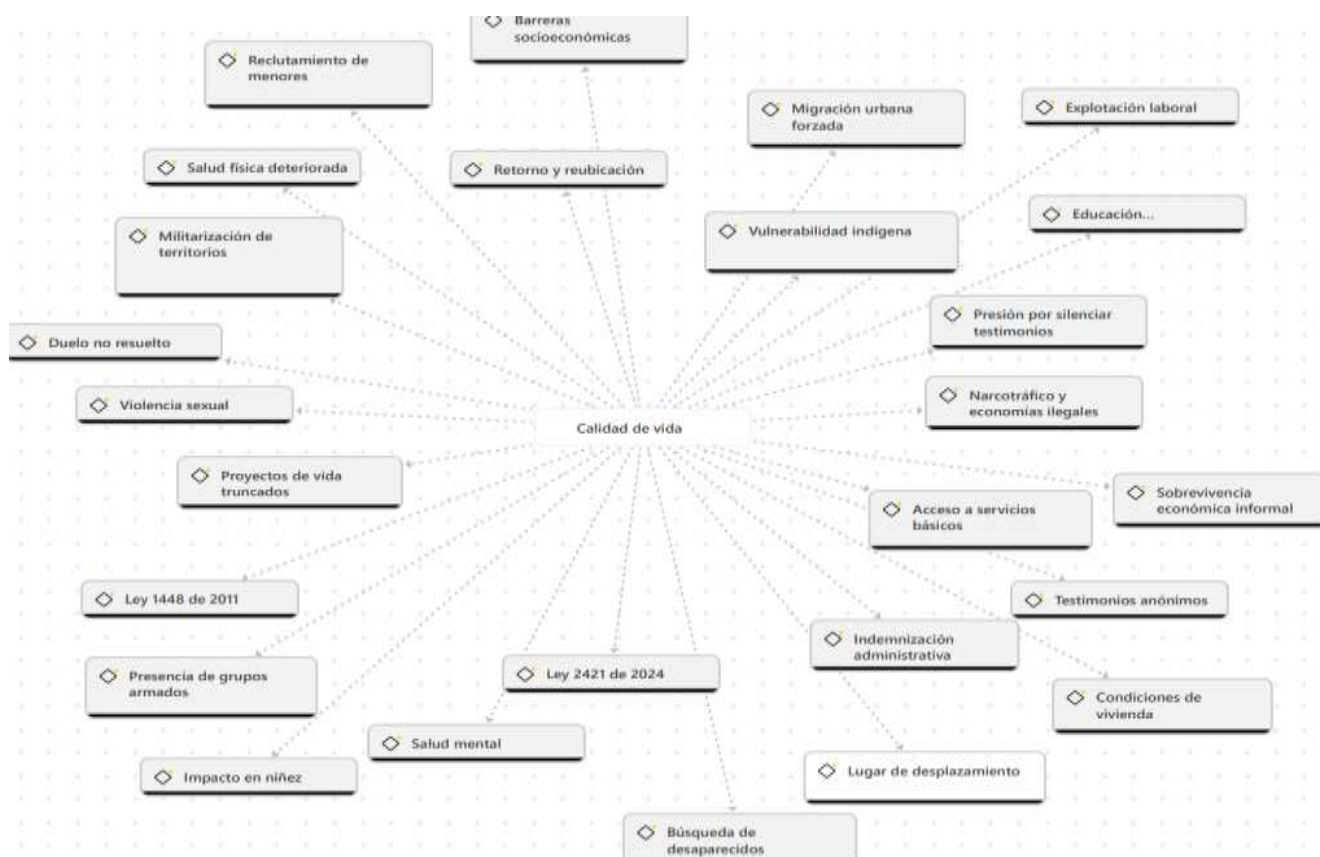 Barreras
socioeconómicas
Reclutamiento de
menores
Migración urbana
forzada
Explotación laboral
Salud física deteriorada
Retorno y reubicación
Educación...
Militarización de
territorios
Vulnerabilidad indígena
Presión por silenciar
testimonios
Duelo no resuelto
Violencia sexual
Narcotráfico y
economías ilegales
Calidad de vida
Proyectos de vida
truncados
Acceso a servicios
básicos
Sobrevivencia
económica informal
Ley 1448 de 2011
Testimonios anónimos
Indemnización
administrativa
Presencia de grupos
armados
Ley 2421 de 2024
Condiciones de
vivienda
Salud mental
Impacto en niñez
Lugar de desplazamiento
Búsqueda de
desaparecidos